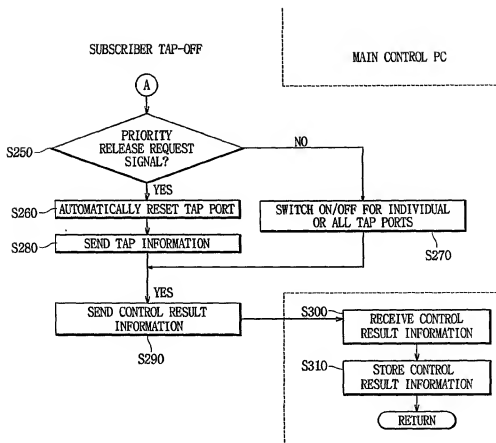 SUBSCRIBER TAP-OFF
MAIN CONTROL PC
A
PRIORITY
RELEASE REQUEST
SIGNAL?
S250
NO
YES
S260
AUTOMATICALLY RESET TAP PORT
SWITCH ON/OFF FOR INDIVIDUAL
OR ALL TAP PORTS
S270
S280
SEND TAP INFORMATION
YES
SEND CONTROL RESULT
INFORMATION
S290
S300
RECEIVE CONTROL
RESULT INFORMATION
S310
STORE CONTROL
RESULT INFORMATION
RETURN